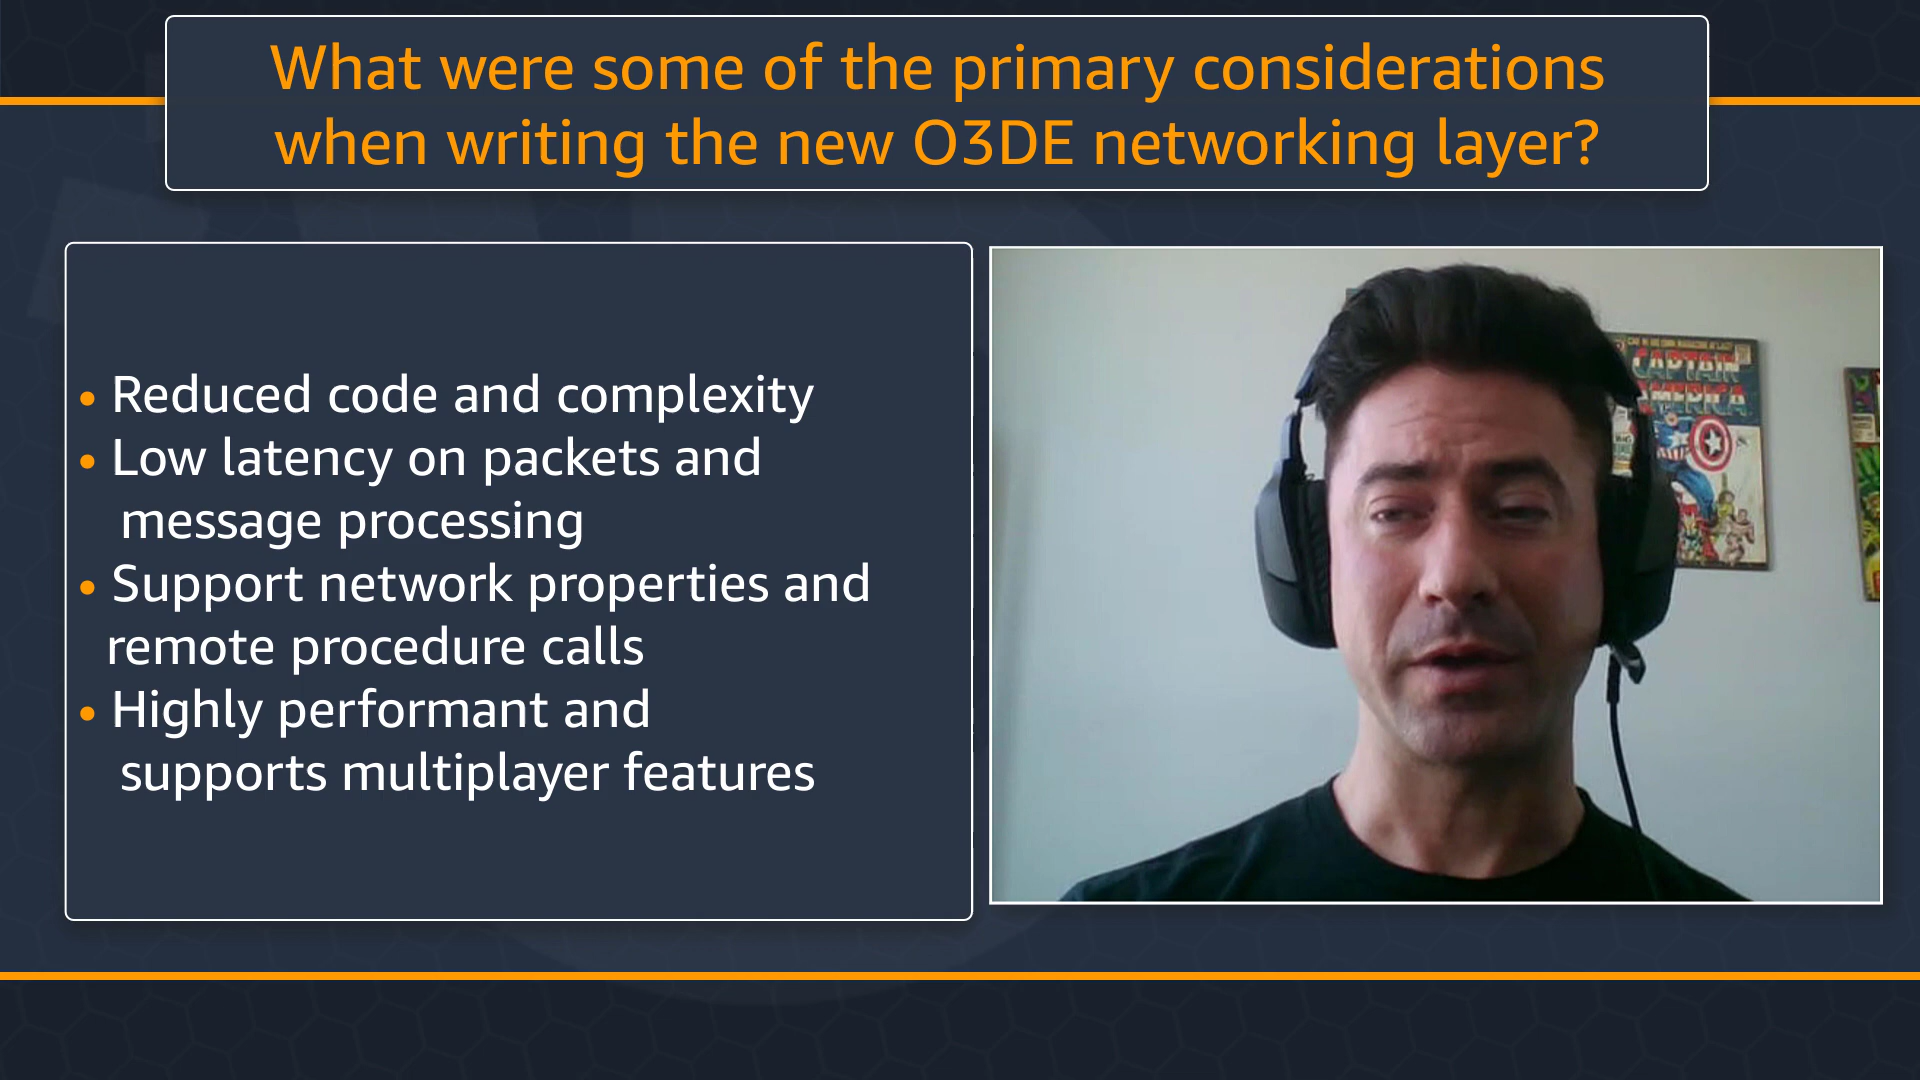 What were some of the primary considerations
when writing the new O3DE networking layer?
• Reduced code and complexity
• Low latency on packets and
message processing
• Support network properties and
remote procedure calls
• Highly performant and
supports multiplayer features
CAPTAIN
AMERICA